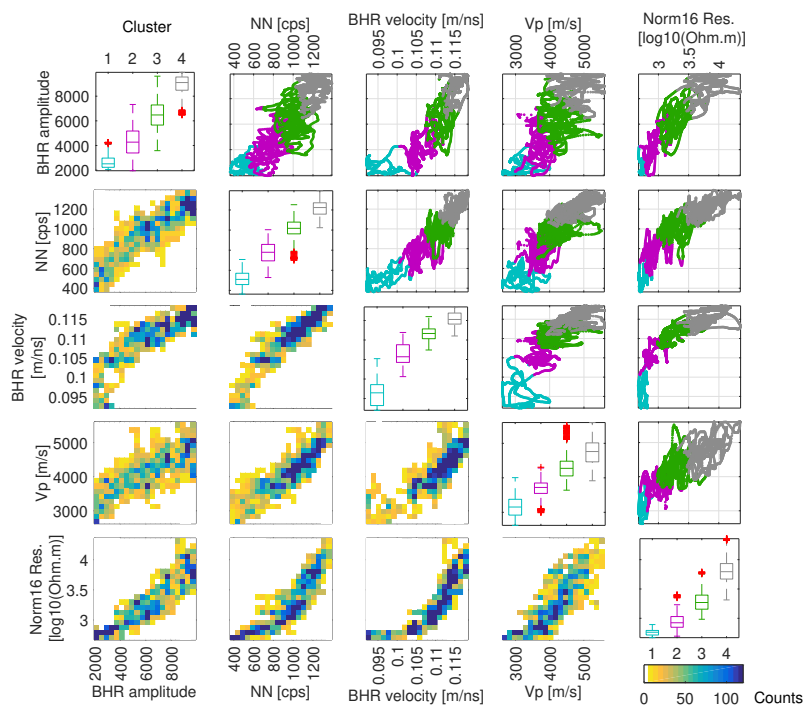 Cluster
1 2 3 4
NN [cps]
400 600 800 1000 1200
BHR velocity [m/ns]
0.095 0.1 0.105 0.11 0.115
Vp [m/s]
3000 4000 5000
Norm16 Res.
[log10(Ohm.m)]
3 3.5 4
BHR amplitude
8000
6000
4000
2000
NN [cps]
1400
1200
1000
800
600
400
BHR velocity
[m/ns]
0.115
0.11
0.105
0.1
0.095
Vp [m/s]
5000
4000
3000
Norm16 Res.
[log10(Ohm.m)]
4
3.5
3
2000 4000 6000 8000
BHR amplitude
400 600 800 1000 1200
NN [cps]
0.095 0.1 0.105 0.11 0.115
BHR velocity [m/ns]
3000 4000 5000
Vp [m/s]
1 2 3 4
0 50 100 Counts